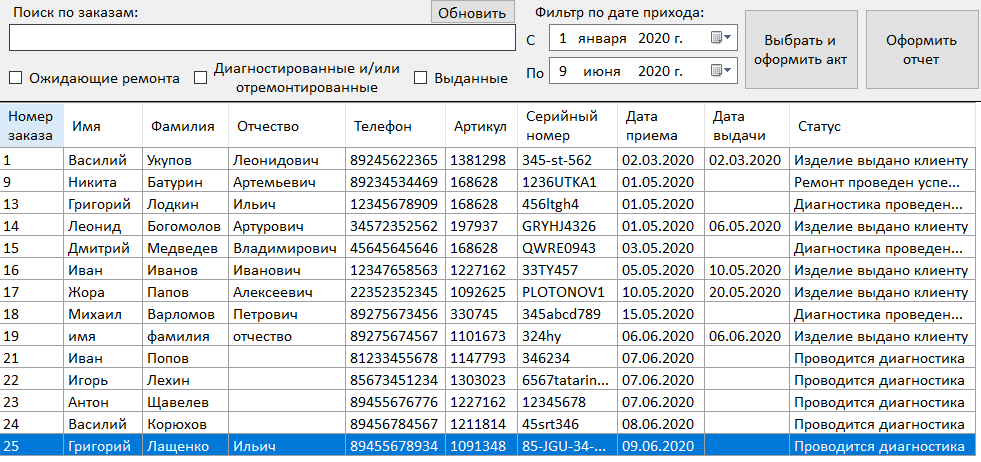 Поиск по заказам:
Обновить
Фильтр по дате прихода:
С 1 января 2020 г.
По 9 июня 2020 г.
Выбрать и
оформить акт
Оформить
отчет
Ожидающие ремонта
Диагностированные и/или
отремонтированные
Выданные
Номер заказа Имя Фамилия Отчество Телефон Артикул Серийный номер Дата приема Дата выдачи Статус
1 Василий Укупов Леонидович 89245622365 1381298 345-st-562 02.03.2020 02.03.2020 Изделие выдано клиенту
9 Никита Батурин Артемьевич 89234534469 168628 1236UTKA1 01.05.2020 Ремонт проведен успе...
13 Григорий Лодкин Ильич 12345678909 168628 456ltgh4 01.05.2020 Диагностика проведен...
14 Леонид Богомолов Артурович 34572352562 197937 GRYHJ4326 01.05.2020 06.05.2020 Изделие выдано клиенту
15 Дмитрий Медведев Владимирович 45645645646 168628 QWRE0943 03.05.2020 Диагностика проведен...
16 Иван Иванов Иванович 12347658563 1227162 33TY457 05.05.2020 10.05.2020 Изделие выдано клиенту
17 Жора Папов Алексеевич 22352352345 1092625 PLOTONOV1 10.05.2020 20.05.2020 Изделие выдано клиенту
18 Михаил Варломов Петрович 89275673456 330745 345abcd789 15.05.2020 Диагностика проведен...
19 имя фамилия отчество 89275674567 1101673 324hy 06.06.2020 06.06.2020 Изделие выдано клиенту
21 Иван Попов 81233455678 1147793 346234 07.06.2020 Проводится диагностика
22 Игорь Лехин 85673451234 1303023 6567tatarin... 07.06.2020 Проводится диагностика
23 Антон Щавелев 89455676776 1227162 12345678 07.06.2020 Проводится диагностика
24 Василий Корюхов 89456784567 1211814 45srt346 08.06.2020 Проводится диагностика
25 Григорий Лащенко Ильич 89455678934 1091348 85-JGU-34-... 09.06.2020 Проводится диагностика